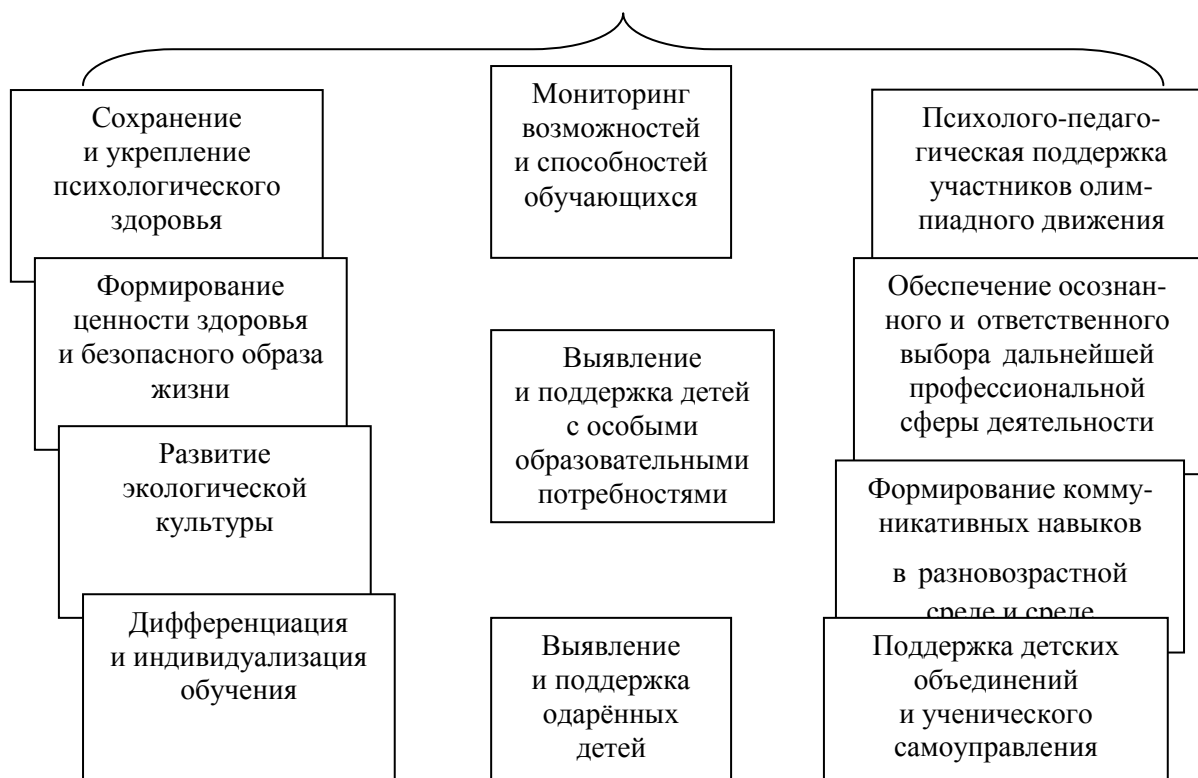 Сохранение
и укрепление
психологического
здоровья
Формирование
ценности здоровья
и безопасного образа
жизни
Развитие
экологической
культуры
Дифференциация
и индивидуализация
обучения
Мониторинг
возможностей
и способностей
обучающихся
Выявление
и поддержка детей
с особыми
образовательными
потребностями
Выявление
и поддержка
одарённых
детей
Психолого-педаго-
гическая поддержка
участников олим-
пиадного движения
Обеспечение осознан-
ного и ответственного
выбора дальнейшей
профессиональной
сферы деятельности
Формирование комму-
никативных навыков
в разновозрастной
среде и среде
Поддержка детских
объединений
и ученического
самоуправления